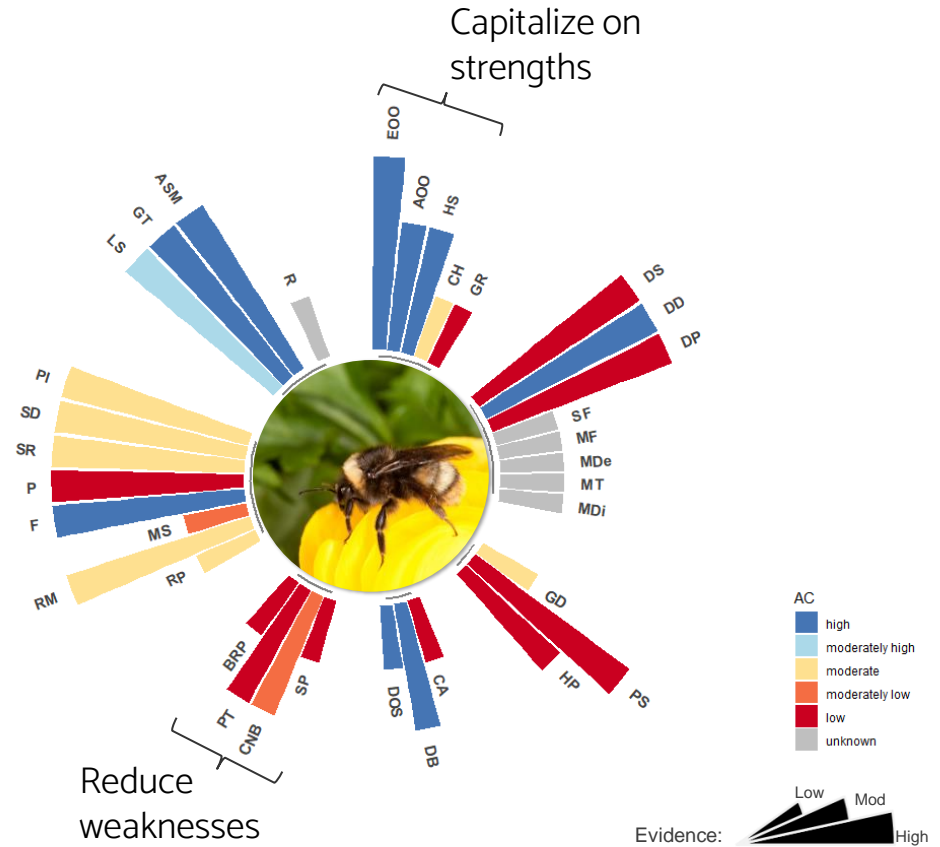 Capitalize on
strengths
EOO
AOO
HS
CH
GR
DS
DD
DP
SF
MF
MDe
MT
MDi
GD
PS
HP
CA
DB
DOS
SP
CNB
PT
BRP
RP
RM
MS
F
P
SR
SD
PI
LS
GT
ASM
R
Reduce
weaknesses
AC
high
moderately high
moderate
moderately low
low
unknown
Evidence:
Low
Mod
High